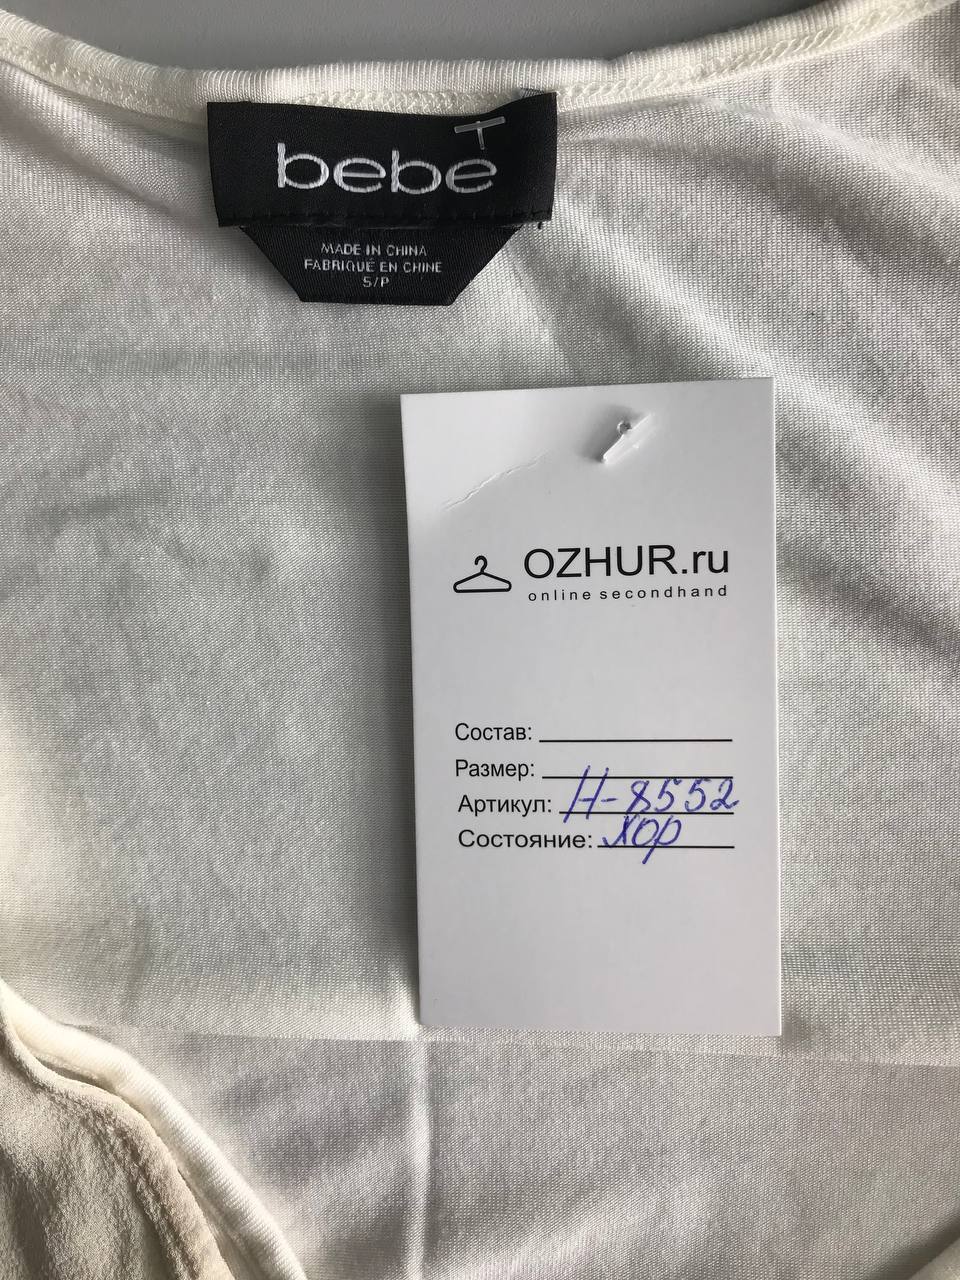 bebe
MADE IN CHINA
FABRIQUÉ EN CHINE
S/P
OZHUR.ru
online secondhand
Состав:
Размер:
Артикул: Н-8552
Состояние: хор